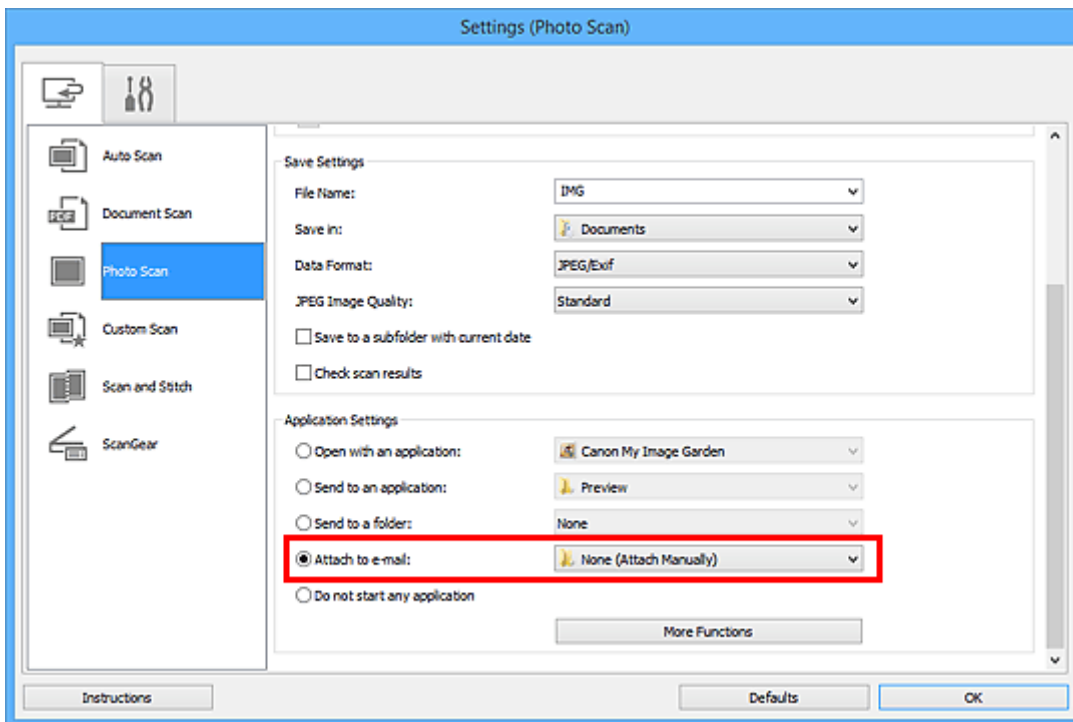 Settings (Photo Scan)
Auto Scan
PDF
Document Scan
Photo Scan
Custom Scan
Scan and Stitch
ScanGear
Save Settings
File Name: IMG
Save in: Documents
Data Format: JPEG/Exif
JPEG Image Quality: Standard
Save to a subfolder with current date
Check scan results
Application Settings
Open with an application: Canon My Image Garden
Send to an application: Preview
Send to a folder: None
Attach to e-mail: None (Attach Manually)
Do not start any application
More Functions
Instructions Defaults OK